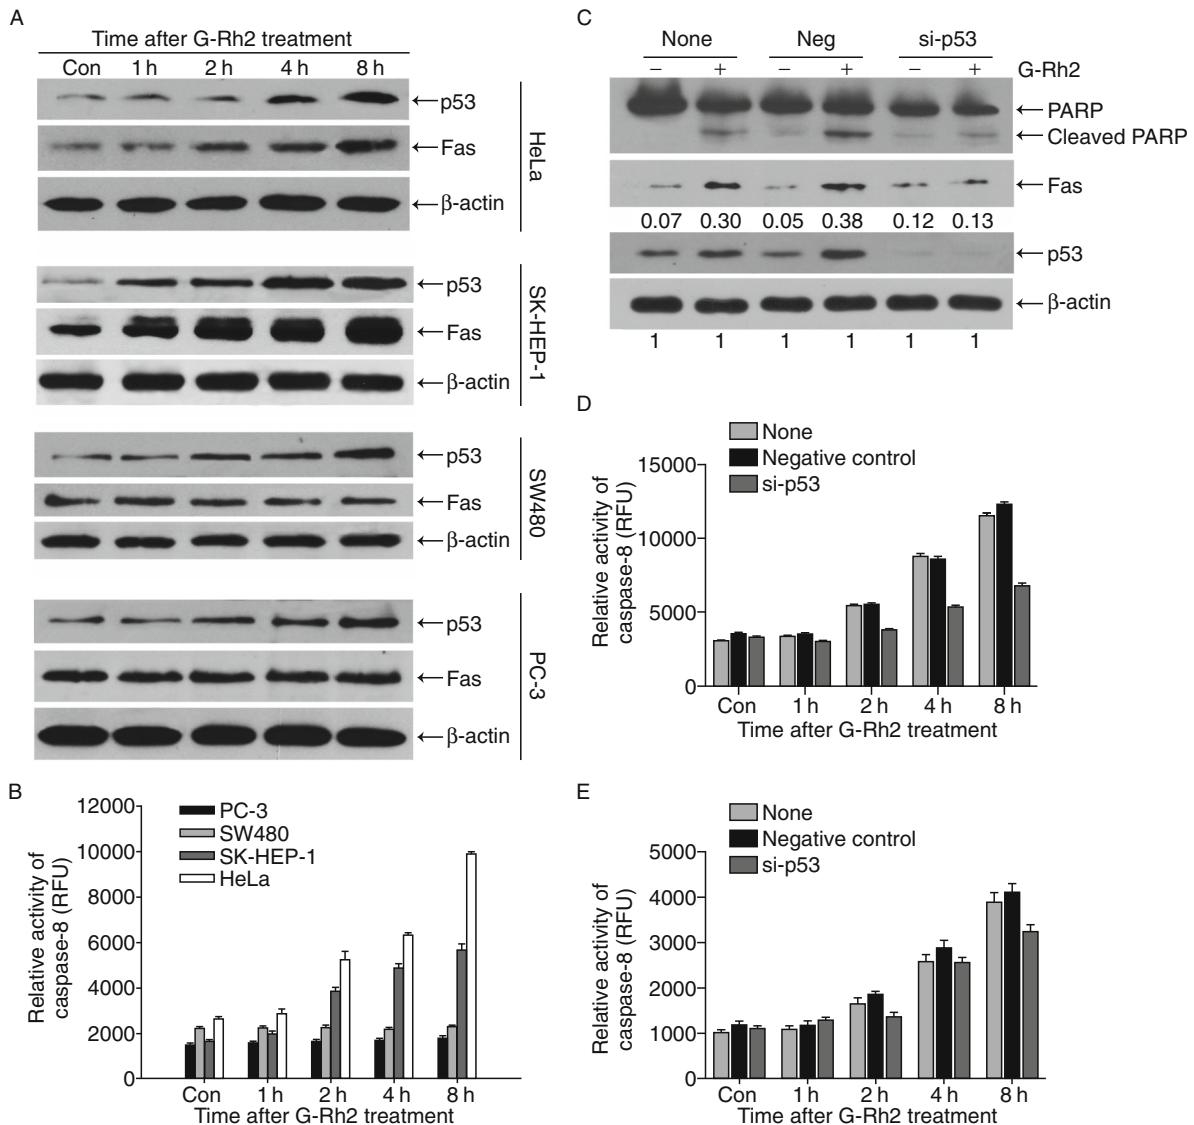 A
Time after G-Rh2 treatment
Con 1 h 2 h 4 h 8 h
p53
Fas
β-actin
HeLa
p53
Fas
β-actin
SK-HEP-1
p53
Fas
β-actin
SW480
p53
Fas
β-actin
PC-3
B
12000
10000
8000
6000
4000
2000
0
Relative activity of
caspase-8 (RFU)
PC-3
SW480
SK-HEP-1
HeLa
Con 1 h 2 h 4 h 8 h
Time after G-Rh2 treatment
C
None Neg si-p53
− + − + − + G-Rh2
PARP
Cleaved PARP
Fas
0.07 0.30 0.05 0.38 0.12 0.13
p53
β-actin
1 1 1 1 1 1
D
None
Negative control
si-p53
15000
10000
5000
0
Relative activity of
caspase-8 (RFU)
Con 1 h 2 h 4 h 8 h
Time after G-Rh2 treatment
E
None
Negative control
si-p53
5000
4000
3000
2000
1000
0
Relative activity of
caspase-8 (RFU)
Con 1 h 2 h 4 h 8 h
Time after G-Rh2 treatment